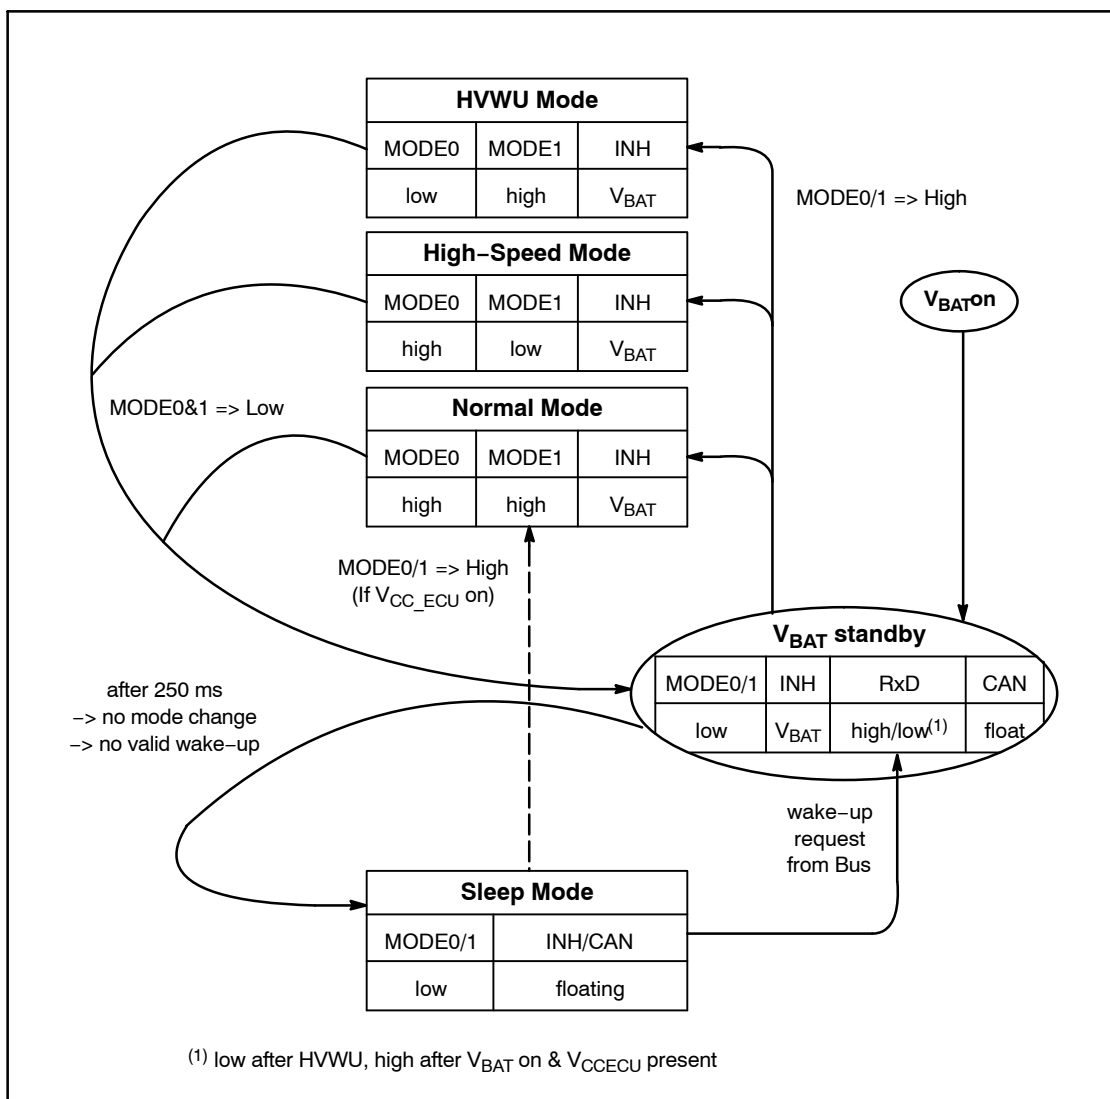 HVWU Mode
MODE0 MODE1 INH
low high VBAT
MODE0/1 => High
High−Speed Mode
MODE0 MODE1 INH
high low VBAT
VBAT on
MODE0&1 => Low
Normal Mode
MODE0 MODE1 INH
high high VBAT
MODE0/1 => High
(If VCC_ECU on)
VBAT standby
MODE0/1 INH RxD CAN
low VBAT high/low(1) float
after 250 ms
−> no mode change
−> no valid wake−up
wake−up
request
from Bus
Sleep Mode
MODE0/1 INH/CAN
low floating
(1) low after HVWU, high after VBAT on & VCCECU present